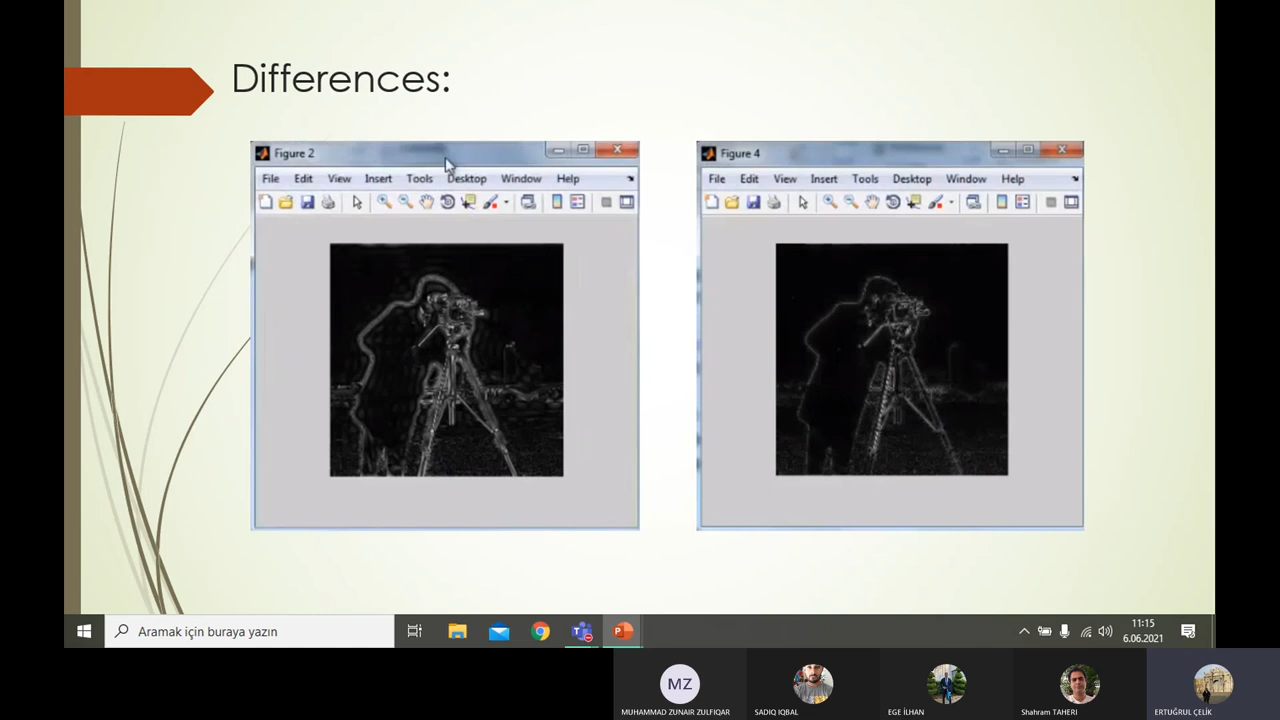 Differences:
Figure 2
File Edit View Insert Tools Desktop Window Help
Figure 4
File Edit View Insert Tools Desktop Window Help
Aramak için buraya yazın
11:15
6.06.2021
MZ
MUHAMMAD ZUNAIR ZULFIQAR
SADIQ IQBAL
EGE İLHAN
Shahram TAHERI
ERTUĞRUL ÇELİK